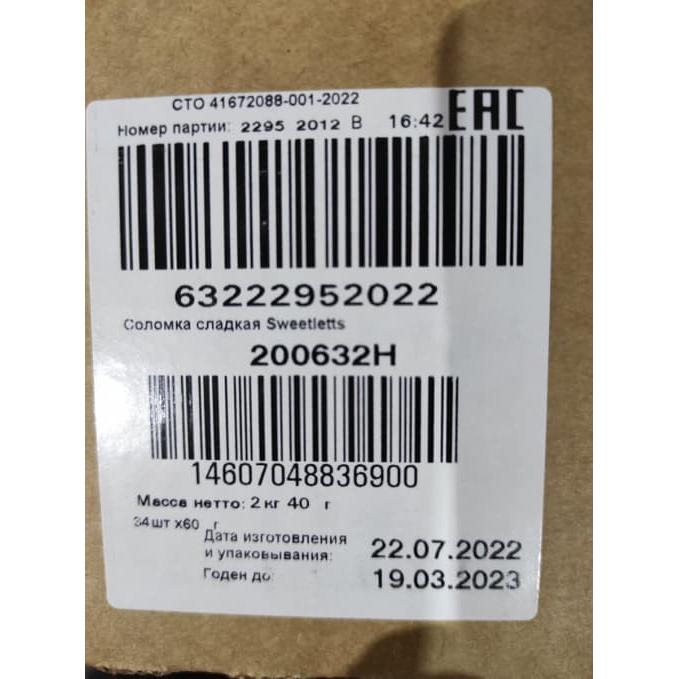 СТО 41672088-001-2022
Номер партии: 2295 2012 В 16:42 EAC
63222952022
Соломка сладкая Sweetletts
200632Н
14607048836900
Масса нетто: 2 кг 40 г
34 шт х60 г
Дата изготовления
и упаковывания: 22.07.2022
Годен до: 19.03.2023